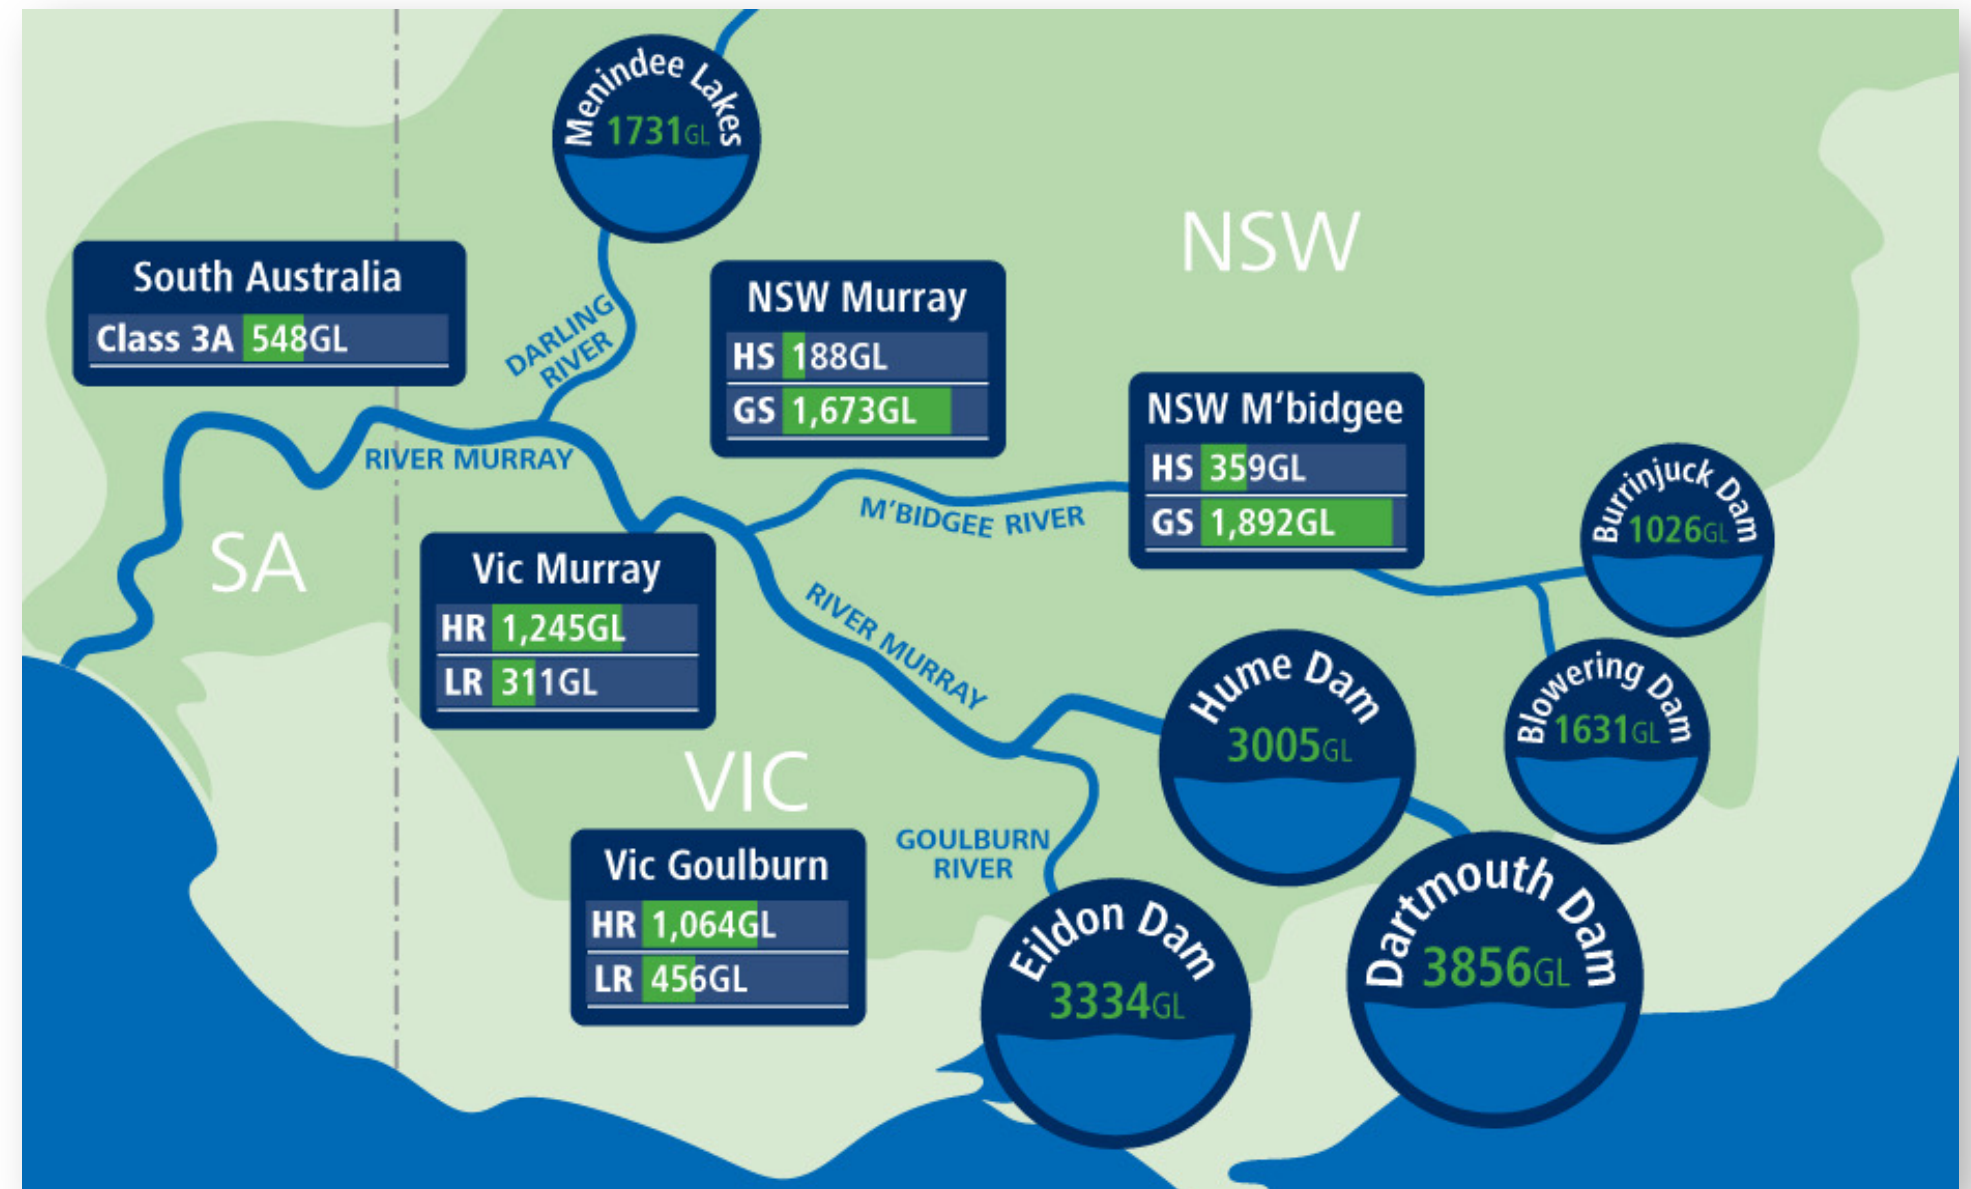 Menindee Lakes
1731GL
NSW
South Australia
Class 3A 548GL
DARLING
RIVER
NSW Murray
HS 188GL
GS 1,673GL
NSW M'bidgee
HS 359GL
GS 1,892GL
RIVER MURRAY
M'BIDGEE RIVER
Burrinjuck Dam
1026GL
SA
Vic Murray
HR 1,245GL
LR 311GL
RIVER MURRAY
Hume Dam
3005GL
Blowering Dam
1631GL
VIC
GOULBURN
RIVER
Vic Goulburn
HR 1,064GL
LR 456GL
Eildon Dam
3334GL
Dartmouth Dam
3856GL